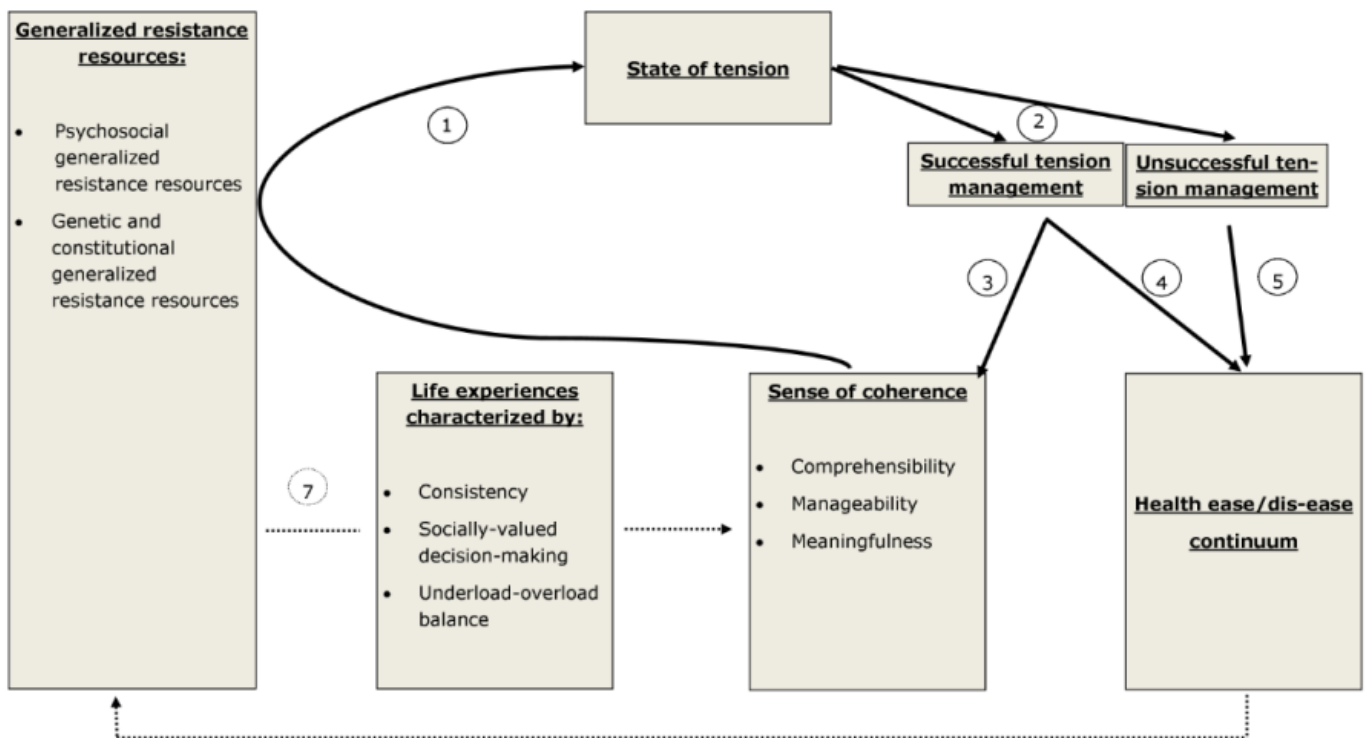 Generalized resistance
resources:
• Psychosocial
generalized
resistance resources
• Genetic and
constitutional
generalized
resistance resources
State of tension
1
2
Successful tension
management
Unsuccessful ten-
sion management
3
4
5
Life experiences
characterized by:
• Consistency
• Socially-valued
decision-making
• Underload-overload
balance
7
Sense of coherence
• Comprehensibility
• Manageability
• Meaningfulness
Health ease/dis-ease
continuum